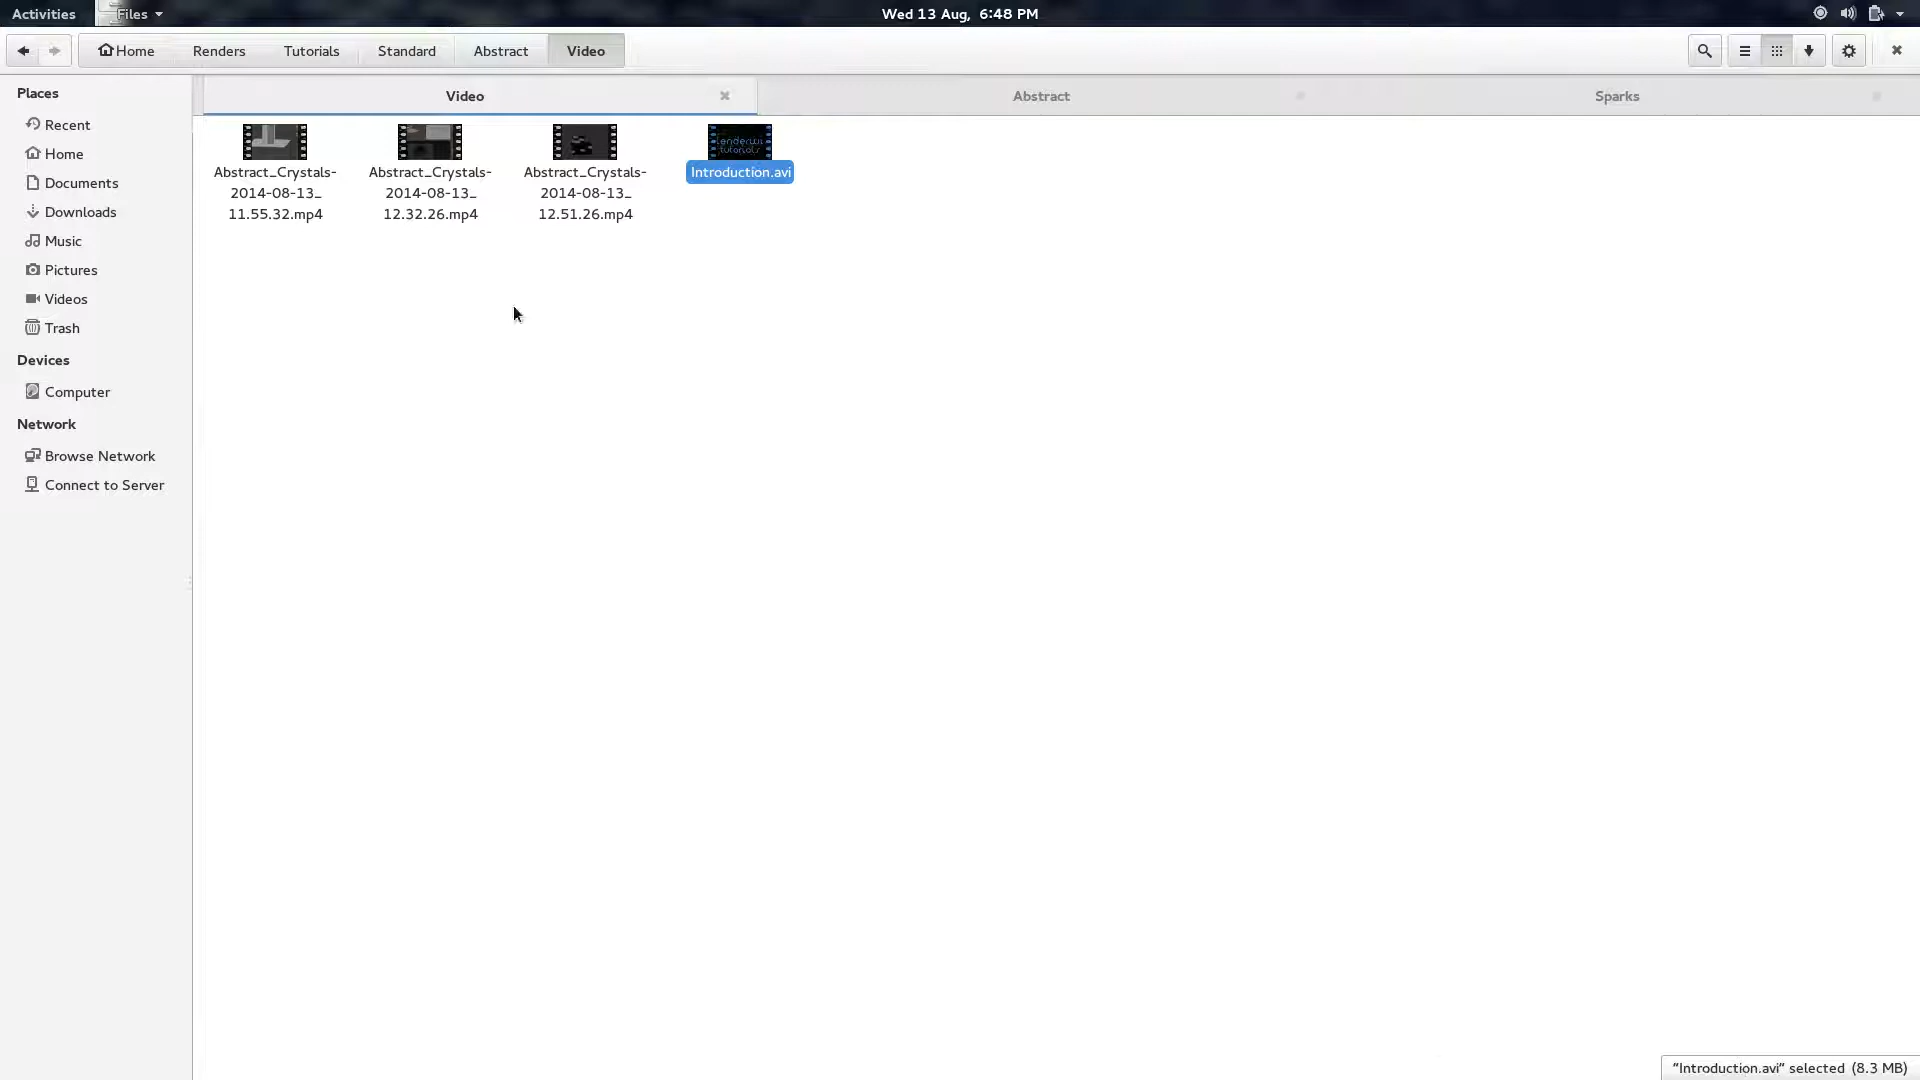 Activities
Files
Wed 13 Aug, 6:48 PM
Home
Renders
Tutorials
Standard
Abstract
Video
Places
Recent
Home
Documents
Downloads
Music
Pictures
Videos
Trash
Devices
Computer
Network
Browse Network
Connect to Server
Video
Abstract
Sparks
Abstract_Crystals-
2014-08-13_
11.55.32.mp4
Abstract_Crystals-
2014-08-13_
12.32.26.mp4
Abstract_Crystals-
2014-08-13_
12.51.26.mp4
tutorials
Introduction.avi
"Introduction.avi" selected (8.3 MB)